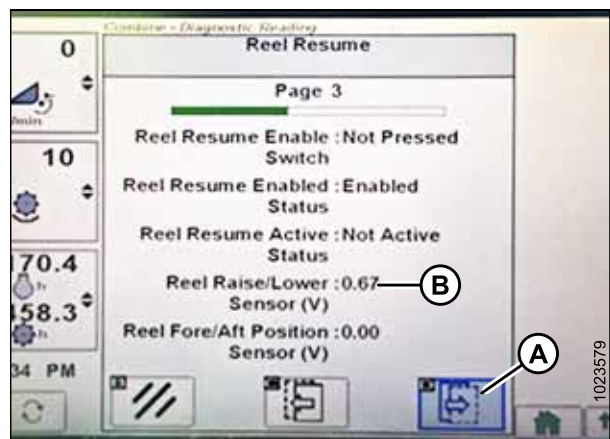 Combine - Diagnostic Reading
Reel Resume
0
Page 3
Reel Resume Enable :Not Pressed
Switch
10
Reel Resume Enabled :Enabled
Status
Reel Resume Active :Not Active
Status
70.4
h
Reel Raise/Lower :0.67
Sensor (V)
B
58.3
h
Reel Fore/Aft Position :0.00
Sensor (V)
A
34 PM
1023579